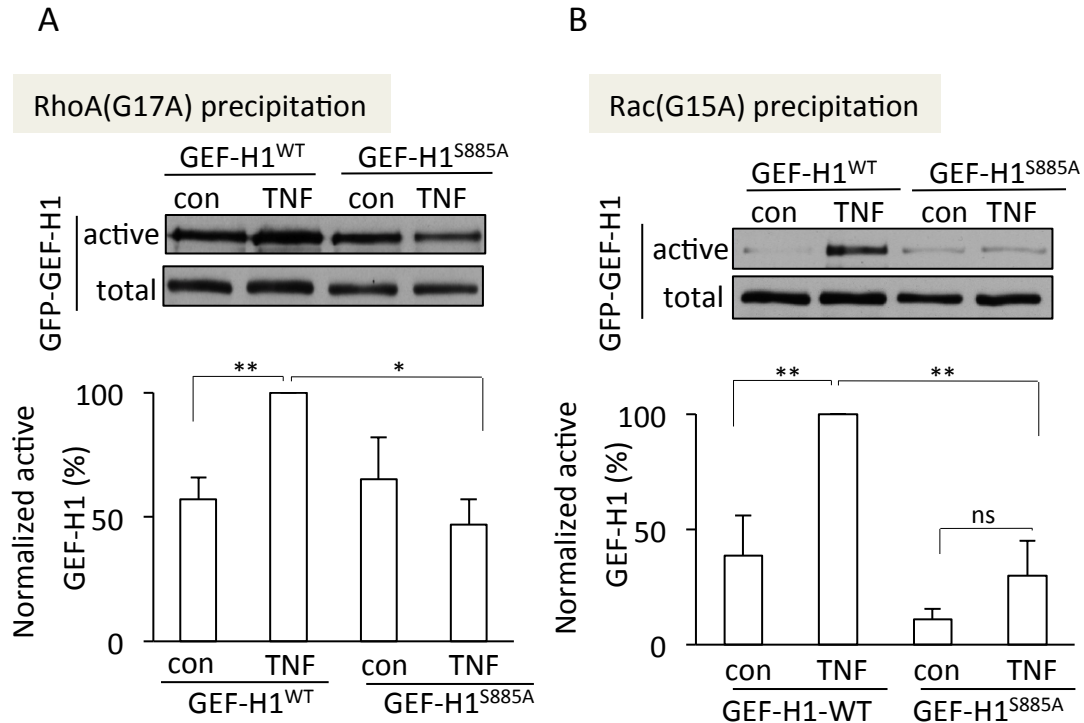 A
RhoA(G17A) precipitation
GEF-H1WT GEF-H1S885A
con TNF con TNF
GFP-GEF-H1
active
total
** *
Normalized active
GEF-H1 (%)
100
50
0
con TNF con TNF
GEF-H1WT GEF-H1S885A
B
Rac(G15A) precipitation
GEF-H1WT GEF-H1S885A
con TNF con TNF
GFP-GEF-H1
active
total
** **
ns
Normalized active
GEF-H1 (%)
100
50
0
con TNF con TNF
GEF-H1-WT GEF-H1S885A